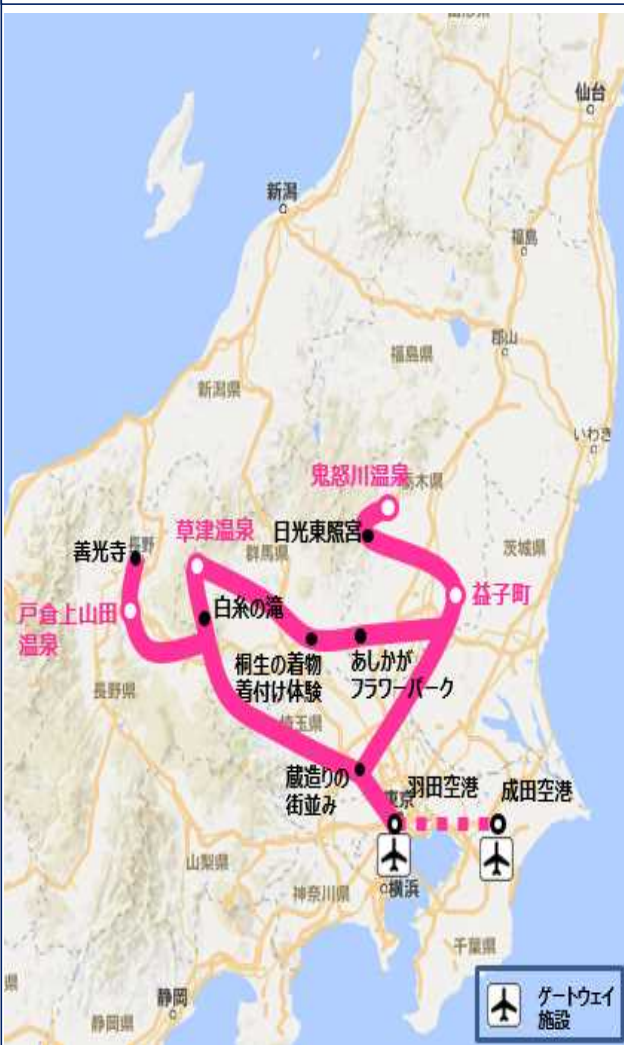 仙台
新潟
福島
郡山
福島県
新潟県
いわき
鬼怒川温泉
栃木県
草津温泉
日光東照宮
茨城県
善光寺
長野
群馬県
益子町
白糸の滝
戸倉上山田
温泉
桐生の着物
着付け体験
あしかが
フラワーパーク
長野県
埼玉県
蔵造りの
街並み
東京
羽田空港
成田空港
山梨県
神奈川県
横浜
千葉県
県
静岡
静岡県
ゲートウェイ
施設